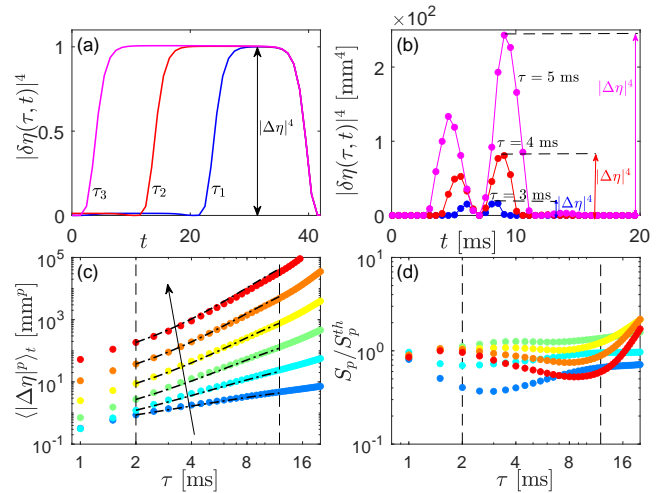 (a)
|δη(τ, t)|⁴
1
0.5
0
τ₃
τ₂
τ₁
|Δη|⁴
0
20
40
t
×10²
(b)
|δη(τ, t)|⁴ [mm⁴]
2
1
0
τ = 5 ms
τ = 4 ms
τ = 3 ms
|Δη|⁴
|Δη|⁴
|Δη|⁴
0
10
20
t [ms]
(c)
⟨|Δη|ᵖ⟩ₜ [mmᵖ]
10⁵
10³
10¹
10⁻¹
1
2
4
8
16
τ [ms]
(d)
Sₚ/Sₚᵗʰ
10¹
10⁰
10⁻¹
1
2
4
8
16
τ [ms]